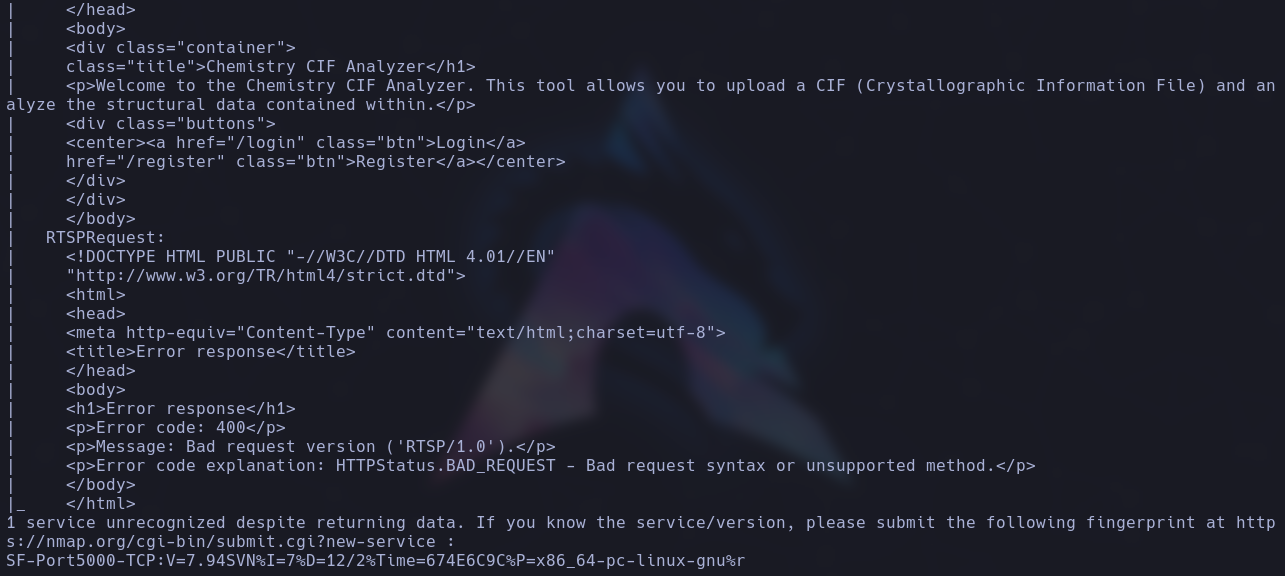 |     </head>
|     <body>
|     <div class="container">
|     class="title">Chemistry CIF Analyzer</h1>
|     <p>Welcome to the Chemistry CIF Analyzer. This tool allows you to upload a CIF (Crystallographic Information File) and an
alyze the structural data contained within.</p>
|     <div class="buttons">
|     <center><a href="/login" class="btn">Login</a>
|     href="/register" class="btn">Register</a></center>
|     </div>
|     </div>
|     </body>
|   RTSPRequest:
|     <!DOCTYPE HTML PUBLIC "-//W3C//DTD HTML 4.01//EN"
|     "http://www.w3.org/TR/html4/strict.dtd">
|     <html>
|     <head>
|     <meta http-equiv="Content-Type" content="text/html;charset=utf-8">
|     <title>Error response</title>
|     </head>
|     <body>
|     <h1>Error response</h1>
|     <p>Error code: 400</p>
|     <p>Message: Bad request version ('RTSP/1.0').</p>
|     <p>Error code explanation: HTTPStatus.BAD_REQUEST - Bad request syntax or unsupported method.</p>
|     </body>
|_    </html>
1 service unrecognized despite returning data. If you know the service/version, please submit the following fingerprint at http
s://nmap.org/cgi-bin/submit.cgi?new-service :
SF-Port5000-TCP:V=7.94SVN%I=7%D=12/2%Time=674E6C9C%P=x86_64-pc-linux-gnu%r